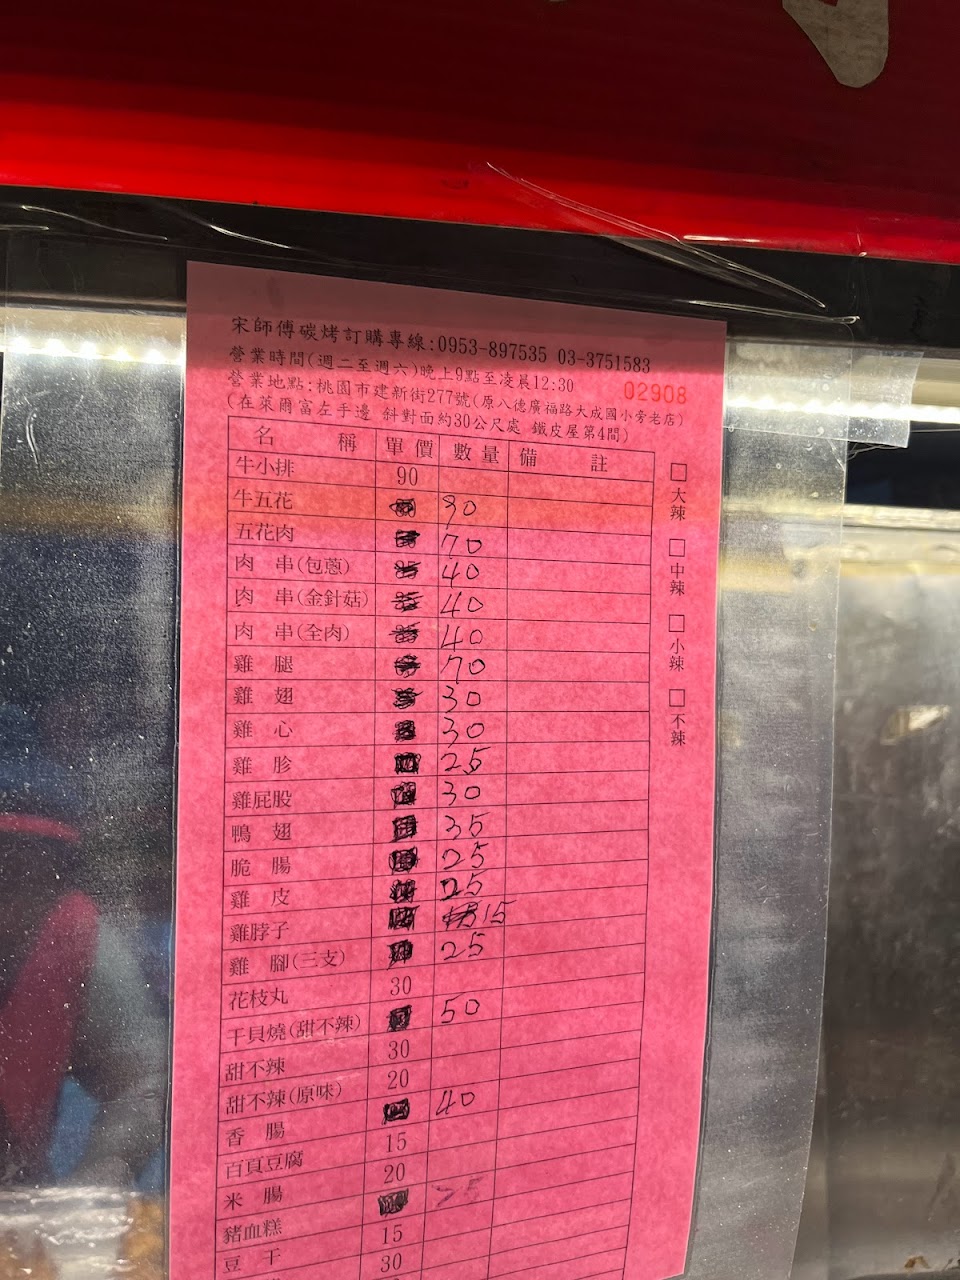 宋師傅碳烤訂購專線:0953-897535 03-3751583
營業時間(週二至週六)晚上9點至凌晨12:30
02908
營業地點:桃園市建新街277號(原八德廣福路大成國小旁老店)
(在萊爾富左手邊 斜對面約30公尺處 鐵皮屋第4間)
名 稱 單價 數量 備 註
牛小排 90
牛五花 90
五花肉 70
肉 串(包蔥) 40
肉 串(金針菇) 40
肉 串(全肉) 40
雞 腿 70
雞 翅 30
雞 心 30
雞 胗 25
雞屁股 30
鴨 翅 35
脆 腸 25
雞 皮 25
雞脖子 15
雞 腳(三支) 25
花枝丸 30
干貝燒(甜不辣) 50
甜不辣 30
甜不辣(原味) 20
香 腸 40
百頁豆腐 15
米 腸 20
豬血糕
豆 干 15
30
□大辣
□中辣
□小辣
□不辣